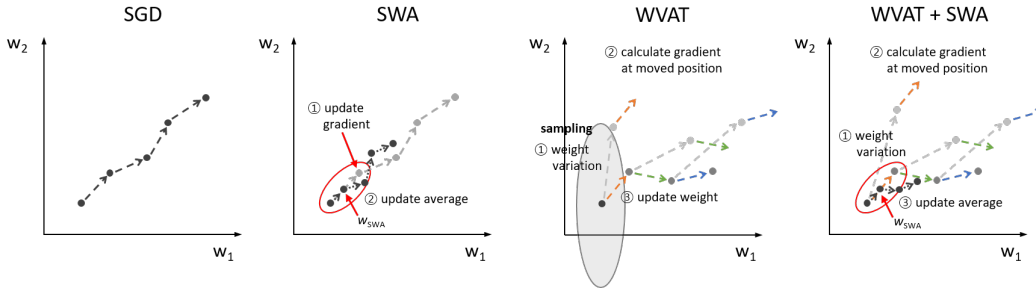 SGD
w2
w1
SWA
w2
① update
gradient
② update average
wSWA
w1
WVAT
w2
② calculate gradient
at moved position
sampling
① weight
variation
③ update weight
w1
WVAT + SWA
w2
② calculate gradient
at moved position
① weight
variation
③ update average
wSWA
w1